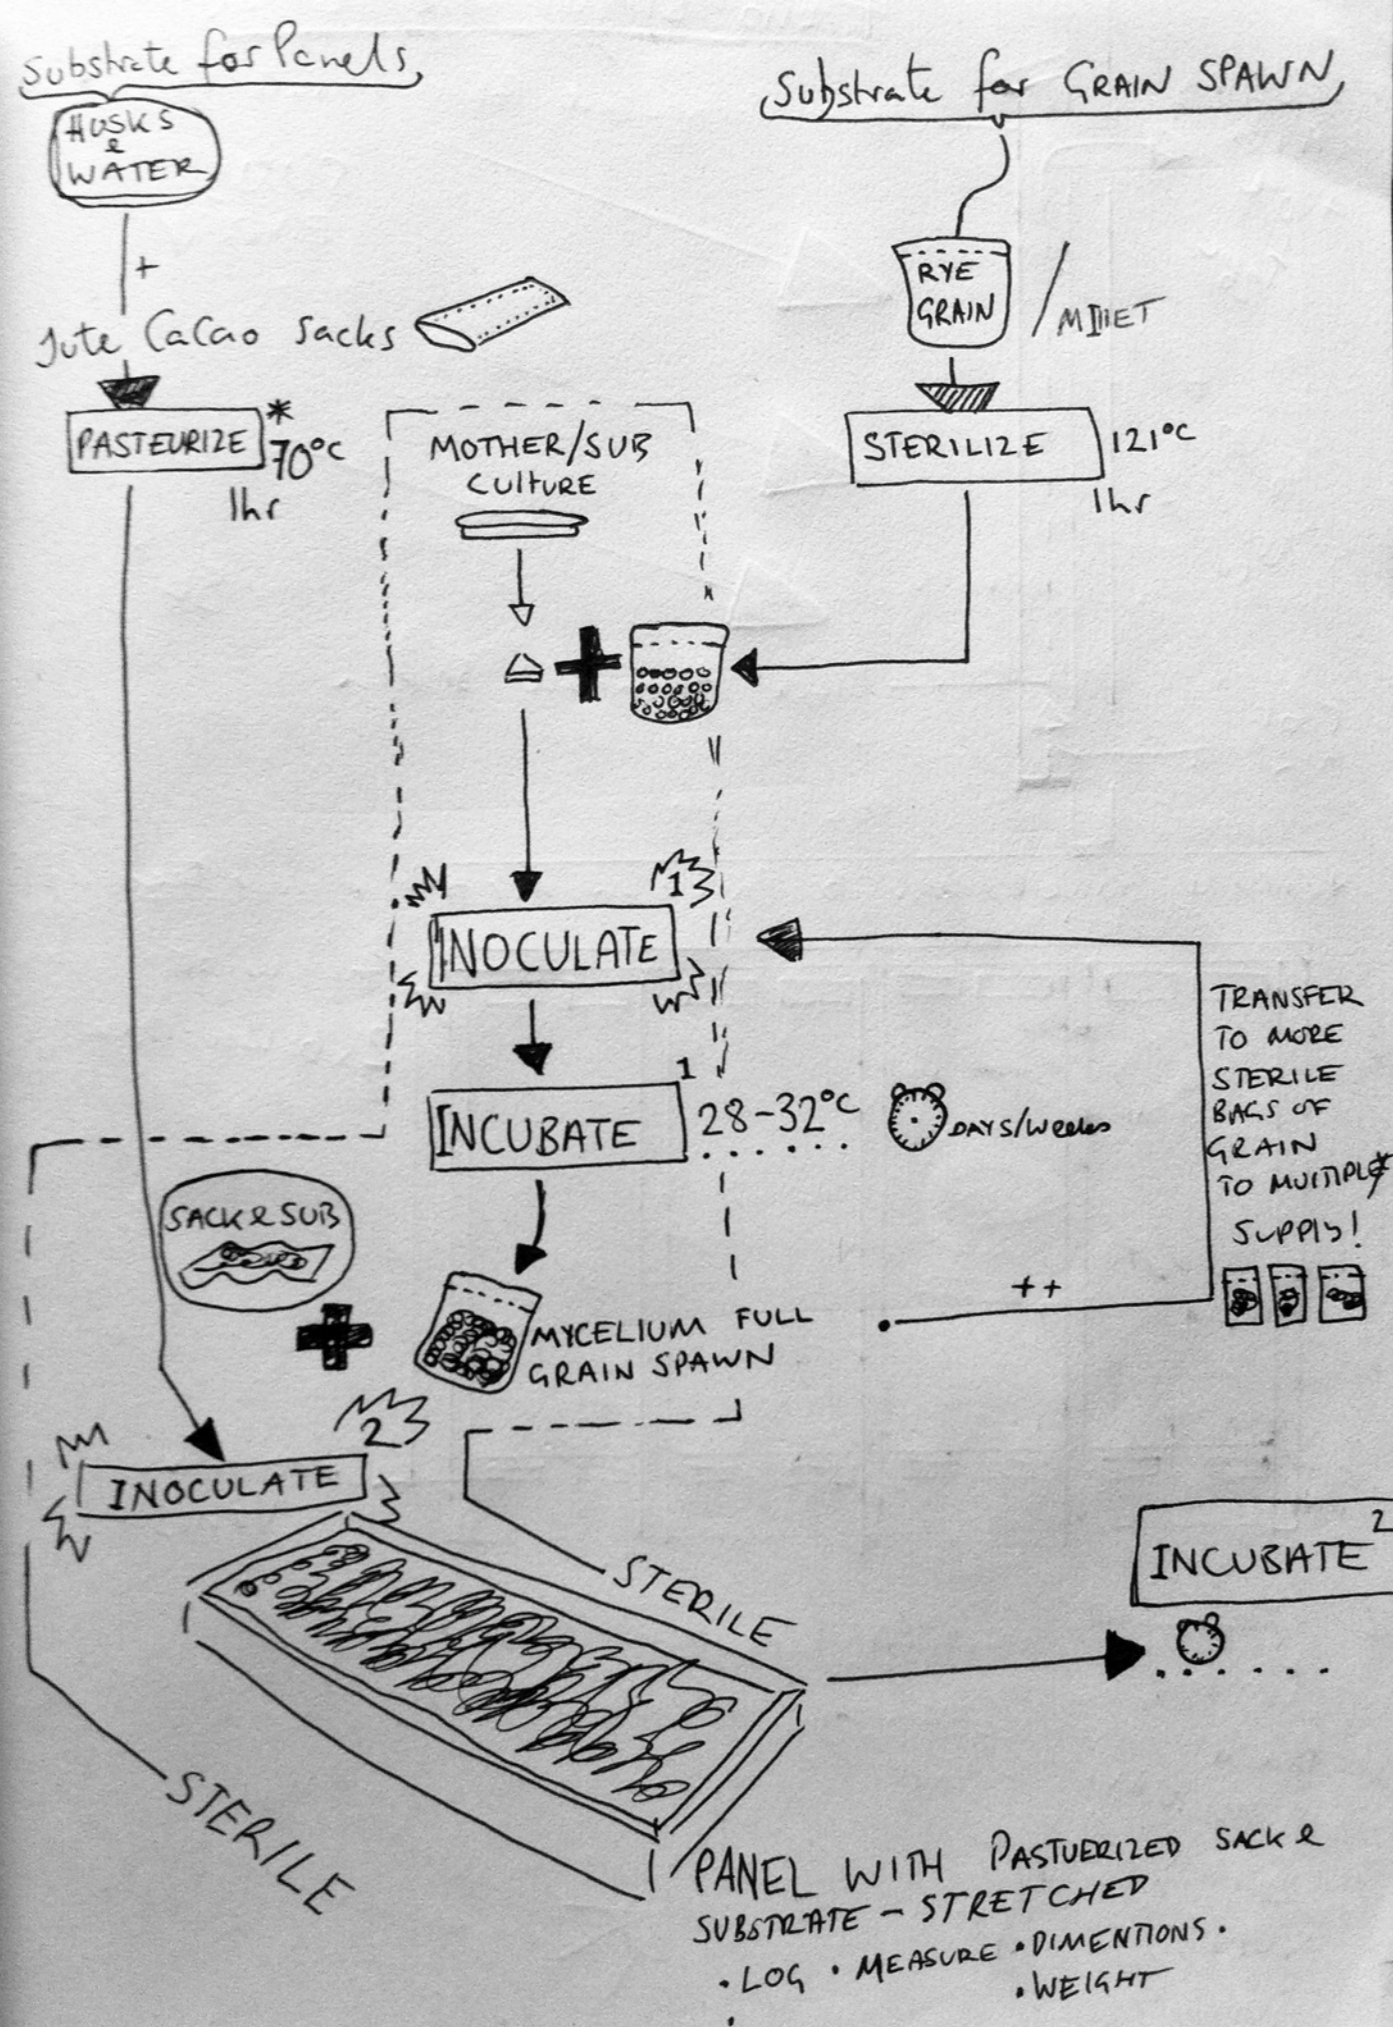 Substrate for Panels
HUSKS
&
WATER
+
Jute Cacao sacks
PASTEURIZE
*
70°C
1hr
Substrate for GRAIN SPAWN
RYE
GRAIN
/ MIllET
STERILIZE
121°C
1hr
MOTHER/SUB
CultURE
1
INOCULATE
1
INCUBATE
28-32°C
DAYS/Weeks
TRANSFER
TO MORE
STERILE
BAGS OF
GRAIN
TO MULTIPLY
SUPPLY!
++
SACK & SUB
MYCELIUM FULL
GRAIN SPAWN
2
INOCULATE
STERILE
STERILE
2
INCUBATE
PANEL WITH PASTUERIZED SACK &
SUBSTRATE - STRETCHED
• LOG • MEASURE • DIMENTIONS •
• WEIGHT